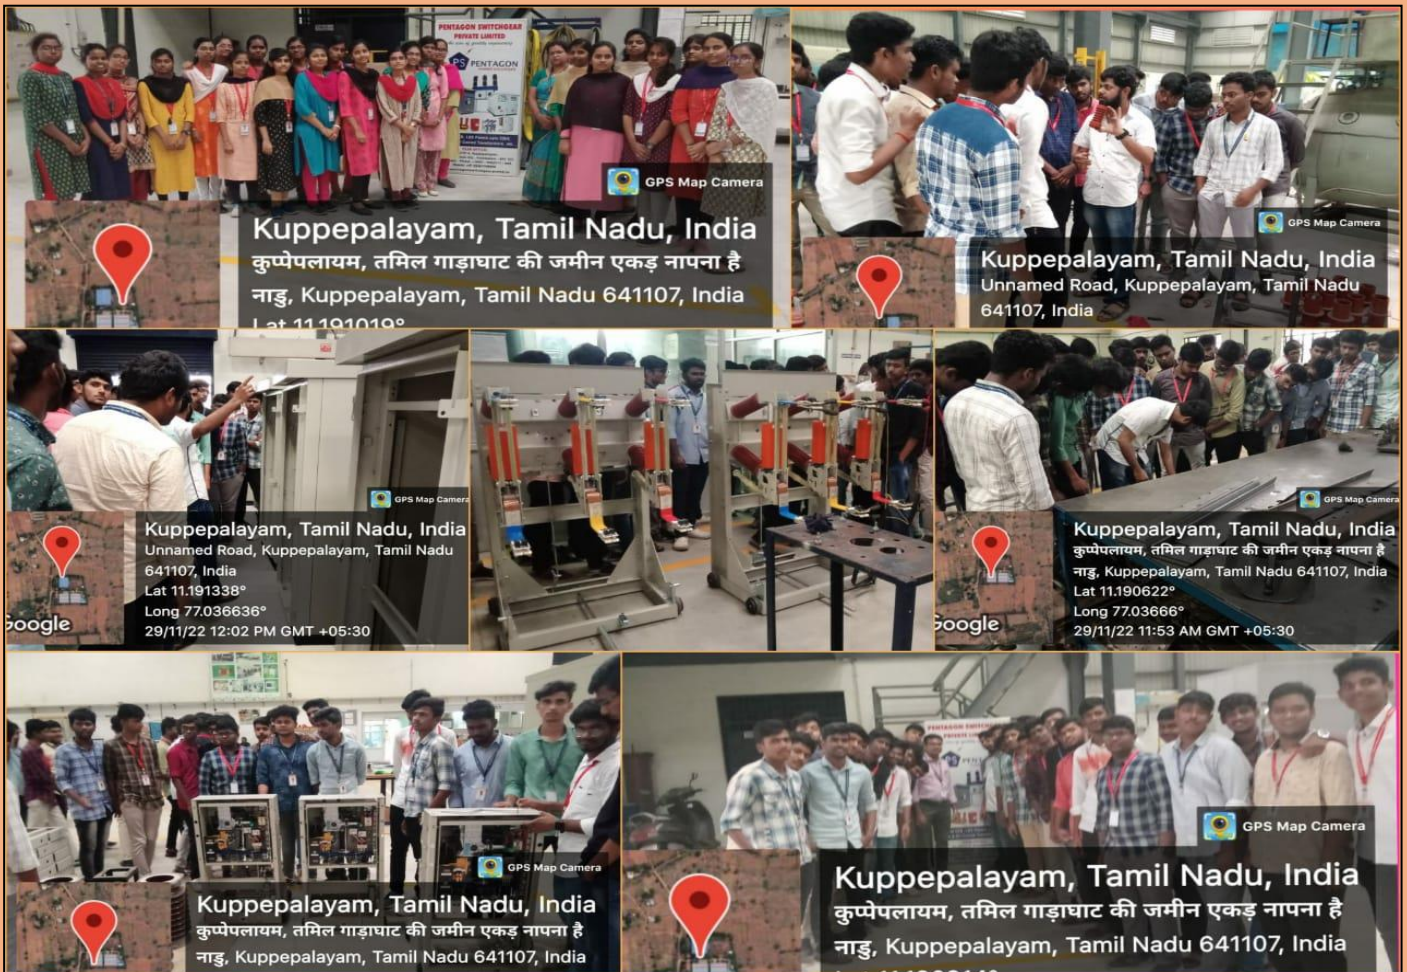 PENTAGON SWITCHGEAR
PRIVATE LIMITED
PENTAGON
GPS Map Camera
Kuppepalayam, Tamil Nadu, India
कुप्पेपलायम, तमिल गाड़ाघाट की जमीन एकड़ नापना है
नाडु, Kuppepalayam, Tamil Nadu 641107, India
Lat 11.191019°
GPS Map Camera
Kuppepalayam, Tamil Nadu, India
Unnamed Road, Kuppepalayam, Tamil Nadu
641107, India
GPS Map Camera
Kuppepalayam, Tamil Nadu, India
Unnamed Road, Kuppepalayam, Tamil Nadu
641107, India
Lat 11.191338°
Long 77.036636°
29/11/22 12:02 PM GMT +05:30
Google
GPS Map Camera
Kuppepalayam, Tamil Nadu, India
कुप्पेपलायम, तमिल गाड़ाघाट की जमीन एकड़ नापना है
नाडु, Kuppepalayam, Tamil Nadu 641107, India
Lat 11.190622°
Long 77.03666°
29/11/22 11:53 AM GMT +05:30
Google
GPS Map Camera
Kuppepalayam, Tamil Nadu, India
कुप्पेपलायम, तमिल गाड़ाघाट की जमीन एकड़ नापना है
नाडु, Kuppepalayam, Tamil Nadu 641107, India
PENTAGON SWITCHGEAR
GPS Map Camera
Kuppepalayam, Tamil Nadu, India
कुप्पेपलायम, तमिल गाड़ाघाट की जमीन एकड़ नापना है
नाडु, Kuppepalayam, Tamil Nadu 641107, India